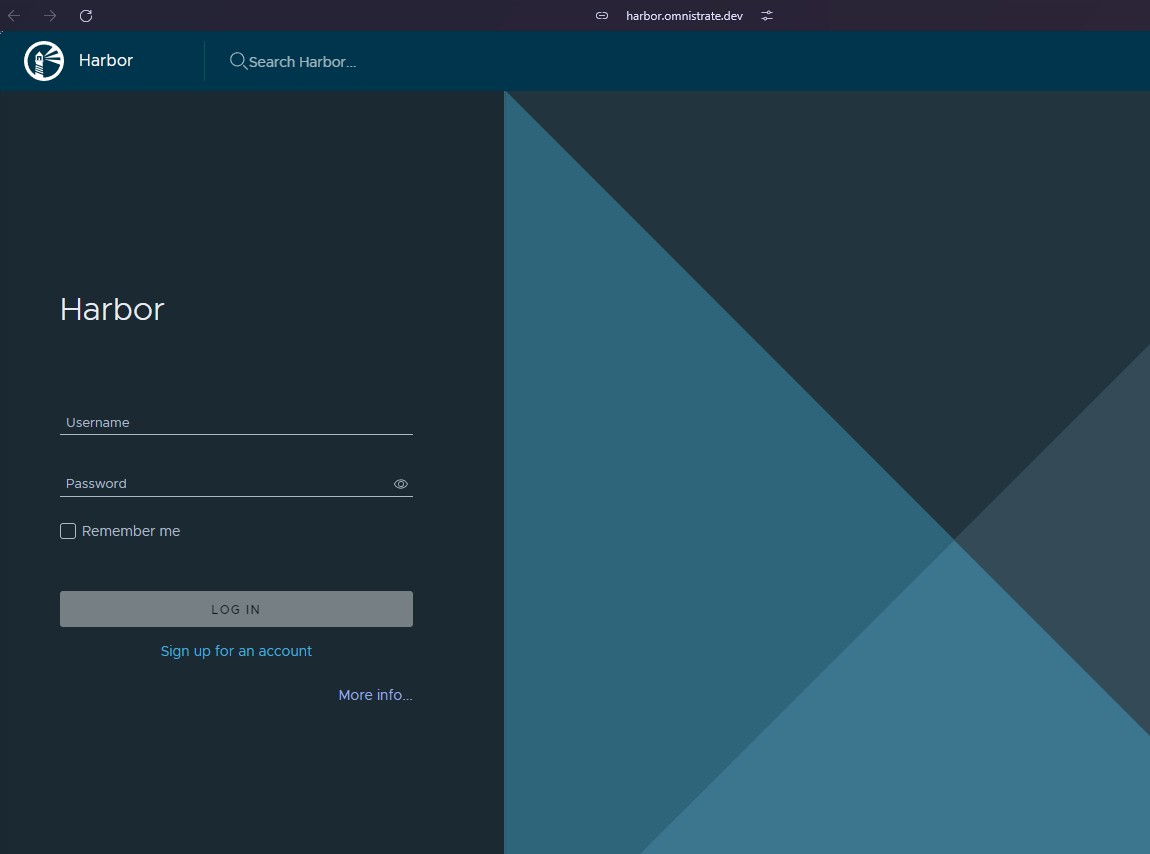 harbor.omnistrate.dev
Harbor
Search Harbor...
Harbor
Username
Password
Remember me
LOG IN
Sign up for an account
More info...